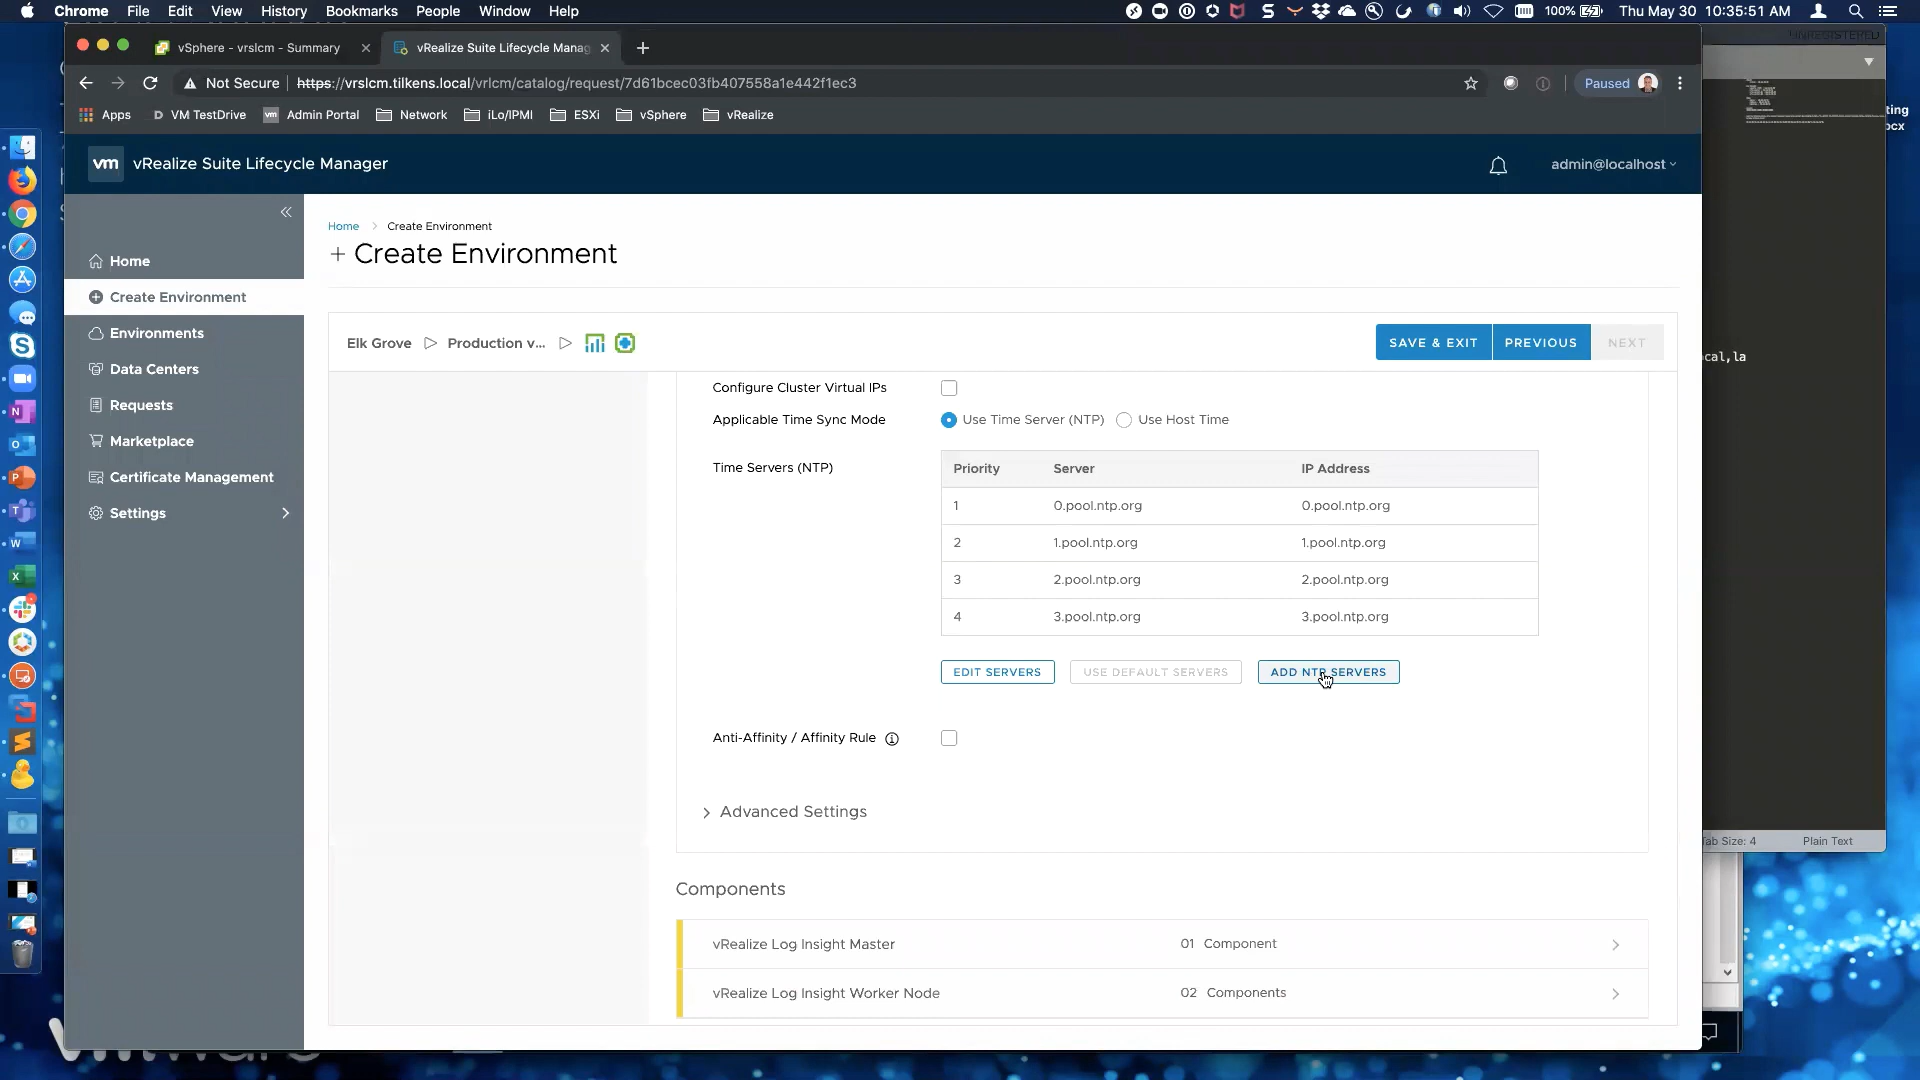 Chrome File Edit View History Bookmarks People Window Help 100% Thu May 30 10:35:51 AM
vSphere - vrslcm - Summary vRealize Suite Lifecycle Manag
UNREGISTERED
Not Secure https://vrslcm.tilkens.local/vrlcm/catalog/request/7d61bcec03fb407558a1e442f1ec3 Paused
Apps VM TestDrive vm Admin Portal Network iLo/IPMI ESXi vSphere vRealize
ting
ocx
vm vRealize Suite Lifecycle Manager admin@localhost
Home Create Environment
+ Create Environment
Home
Create Environment
Environments
Data Centers
Requests
Marketplace
Certificate Management
Settings
Elk Grove Production v... SAVE & EXIT PREVIOUS NEXT
ocal,la
Configure Cluster Virtual IPs
Applicable Time Sync Mode Use Time Server (NTP) Use Host Time
Time Servers (NTP)
Priority Server IP Address
1 0.pool.ntp.org 0.pool.ntp.org
2 1.pool.ntp.org 1.pool.ntp.org
3 2.pool.ntp.org 2.pool.ntp.org
4 3.pool.ntp.org 3.pool.ntp.org
EDIT SERVERS USE DEFAULT SERVERS ADD NTP SERVERS
Anti-Affinity / Affinity Rule
Advanced Settings
Tab Size: 4 Plain Text
Components
vRealize Log Insight Master 01 Component
vRealize Log Insight Worker Node 02 Components